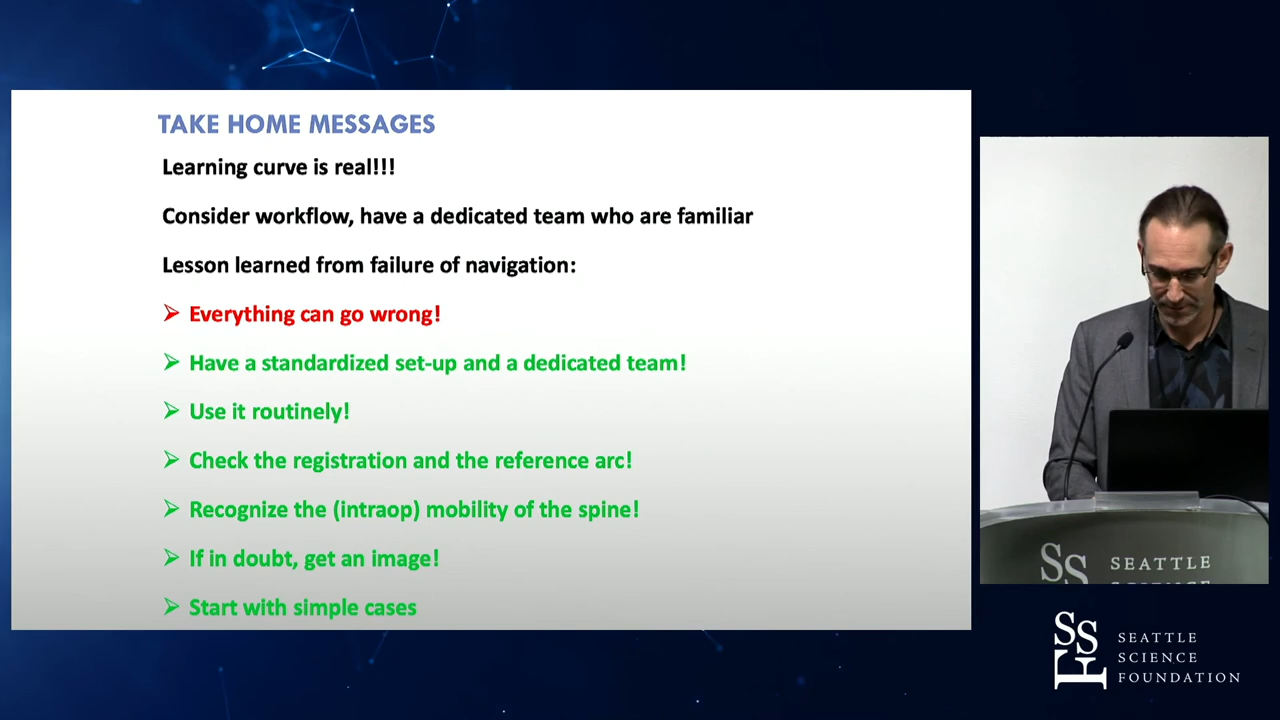 TAKE HOME MESSAGES
Learning curve is real!!!
Consider workflow, have a dedicated team who are familiar
Lesson learned from failure of navigation:
Everything can go wrong!
Have a standardized set-up and a dedicated team!
Use it routinely!
Check the registration and the reference arc!
Recognize the (intraop) mobility of the spine!
If in doubt, get an image!
Start with simple cases
SSF
SEATTLE
SCIENCE
SSF
SEATTLE
SCIENCE
FOUNDATION